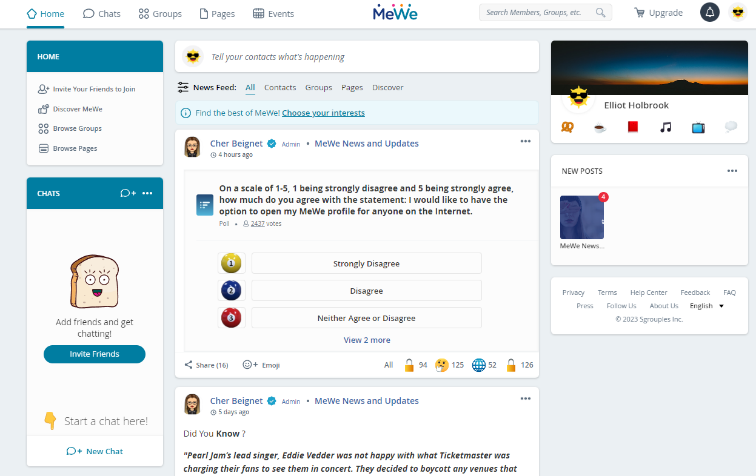 Home
Chats
Groups
Pages
Events
MeWe
Search Members, Groups, etc.
Upgrade
HOME
Invite Your Friends to Join
Discover MeWe
Browse Groups
Browse Pages
CHATS
Add friends and get
chatting!
Invite Friends
Start a chat here!
New Chat
Tell your contacts what's happening
News Feed: All Contacts Groups Pages Discover
Find the best of MeWe! Choose your interests
Cher Beignet Admin • MeWe News and Updates
4 hours ago
On a scale of 1-5, 1 being strongly disagree and 5 being strongly agree,
how much do you agree with the statement: I would like to have the
option to open my MeWe profile for anyone on the Internet.
Poll • 2437 votes
1 Strongly Disagree
2 Disagree
3 Neither Agree or Disagree
View 2 more
Share (16) Emoji All 94 125 52 126
Cher Beignet Admin • MeWe News and Updates
5 days ago
Did You Know ?
"Pearl Jam's lead singer, Eddie Vedder was not happy with what Ticketmaster was
charging their fans to see them in concert. They decided to boycott any venues that
Elliot Holbrook
NEW POSTS
4
MeWe News...
Privacy Terms Help Center Feedback FAQ
Press Follow Us About Us English
© 2023 Sgrouples Inc.